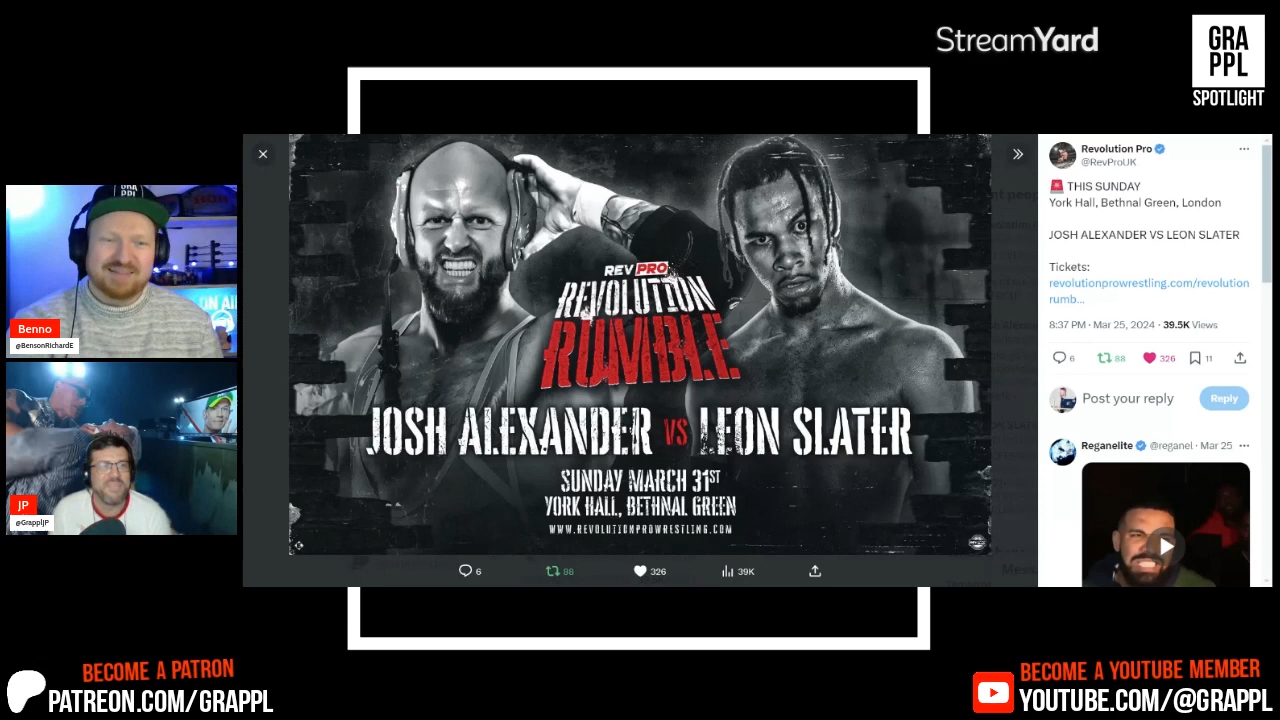 StreamYard
GRA
PPL
SPOTLIGHT
Benno
@BensonRichardE
ON AIR
JP
@GrapplJP
REVPRO
REVOLUTION
RUMBLE
JOSH ALEXANDER VS LEON SLATER
SUNDAY MARCH 31ST
YORK HALL, BETHNAL GREEN
WWW.REVOLUTIONPROWRESTLING.COM
6
88
326
39K
Revolution Pro
@RevProUK
THIS SUNDAY
York Hall, Bethnal Green, London
JOSH ALEXANDER VS LEON SLATER
Tickets:
revolutionprowrestling.com/revolution
rumb...
8:37 PM · Mar 25, 2024 · 39.5K Views
6
88
326
11
Post your reply
Reply
Reganelite @reganel · Mar 25
BECOME A PATRON
PATREON.COM/GRAPPL
BECOME A YOUTUBE MEMBER
YOUTUBE.COM/@GRAPPL